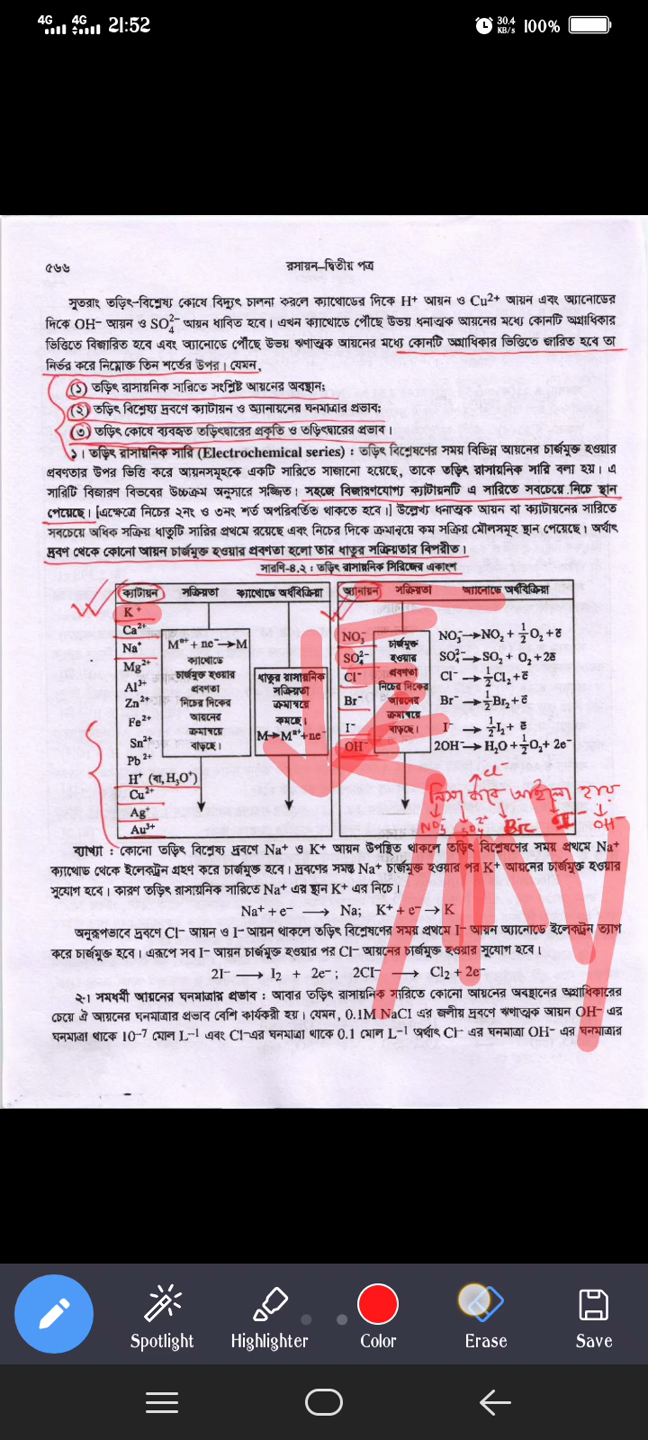 4G 4G 21:52 30.4 KB/s 100%
৫৬৬ রসায়ন–দ্বিতীয় পত্র
সুতরাং তড়িৎ-বিশ্লেষ্য কোষে বিদ্যুৎ চালনা করলে ক্যাথোডের দিকে H⁺ আয়ন ও Cu²⁺ আয়ন এবং অ্যানোডের
দিকে OH⁻ আয়ন ও SO₄²⁻ আয়ন ধাবিত হবে। এখন ক্যাথোডে পৌঁছে উভয় ধনাত্মক আয়নের মধ্যে কোনটি অগ্রাধিকার
ভিত্তিতে বিজারিত হবে এবং অ্যানোডে পৌঁছে উভয় ঋণাত্মক আয়নের মধ্যে কোনটি অগ্রাধিকার ভিত্তিতে জারিত হবে তা
নির্ভর করে নিম্নোক্ত তিন শর্তের উপর। যেমন,
(১) তড়িৎ রাসায়নিক সারিতে সংশ্লিষ্ট আয়নের অবস্থান;
(২) তড়িৎ বিশ্লেষ্য দ্রবণে ক্যাটায়ন ও অ্যানায়নের ঘনমাত্রার প্রভাব;
(৩) তড়িৎ কোষে ব্যবহৃত তড়িৎদ্বারের প্রকৃতি ও তড়িৎদ্বারের প্রভাব।
১। তড়িৎ রাসায়নিক সারি (Electrochemical series) : তড়িৎ বিশ্লেষণের সময় বিভিন্ন আয়নের চার্জমুক্ত হওয়ার
প্রবণতার উপর ভিত্তি করে আয়নসমূহকে একটি সারিতে সাজানো হয়েছে, তাকে তড়িৎ রাসায়নিক সারি বলা হয়। এ
সারিটি বিজারণ বিভবের উচ্চক্রম অনুসারে সজ্জিত। সহজে বিজারণযোগ্য ক্যাটায়নটি এ সারিতে সবচেয়ে নিচে স্থান
পেয়েছে। [এক্ষেত্রে নিচের ২নং ও ৩নং শর্ত অপরিবর্তিত থাকতে হবে।] উল্লেখ্য ধনাত্মক আয়ন বা ক্যাটায়নের সারিতে
সবচেয়ে অধিক সক্রিয় ধাতুটি সারির প্রথমে রয়েছে এবং নিচের দিকে ক্রমান্বয়ে কম সক্রিয় মৌলসমূহ স্থান পেয়েছে। অর্থাৎ
দ্রবণ থেকে কোনো আয়ন চার্জমুক্ত হওয়ার প্রবণতা হলো তার ধাতুর সক্রিয়তার বিপরীত।
সারণি-৪.২ : তড়িৎ রাসায়নিক সিরিজের একাংশ
ক্যাটায়ন সক্রিয়তা ক্যাথোডে অর্ধবিক্রিয়া
K⁺
Ca²⁺
Na⁺
Mg²⁺
Al³⁺
Zn²⁺
Fe²⁺
Sn²⁺
Pb²⁺
H⁺ (বা, H₃O⁺)
Cu²⁺
Ag⁺
Au³⁺
Mⁿ⁺ + ne⁻→M
ক্যাথোডে
চার্জমুক্ত হওয়ার
প্রবণতা
নিচের দিকের
আয়নের
ক্রমান্বয়ে
বাড়ছে।
ধাতুর রাসায়নিক
সক্রিয়তা
ক্রমান্বয়ে
কমছে।
M→Mⁿ⁺+ne⁻
অ্যানায়ন সক্রিয়তা অ্যানোডে অর্ধবিক্রিয়া
NO₃⁻
SO₄²⁻
Cl⁻
Br⁻
I⁻
OH⁻
চার্জমুক্ত
হওয়ার
প্রবণতা
নিচের দিকের
আয়নের
ক্রমান্বয়ে
বাড়ছে।
NO₃⁻→NO₂ + ½O₂+ē
SO₄²⁻→SO₂ + O₂+2ē
Cl⁻→½Cl₂+ē
Br⁻→½Br₂+ē
I⁻→½I₂+ē
2OH⁻→H₂O+½O₂+2e⁻
ব্যাখ্যা : কোনো তড়িৎ বিশ্লেষ্য দ্রবণে Na⁺ ও K⁺ আয়ন উপস্থিত থাকলে তড়িৎ বিশ্লেষণের সময় প্রথমে Na⁺
ক্যাথোড থেকে ইলেকট্রন গ্রহণ করে চার্জমুক্ত হবে। দ্রবণের সমস্ত Na⁺ চার্জমুক্ত হওয়ার পর K⁺ আয়নের চার্জমুক্ত হওয়ার
সুযোগ হবে। কারণ তড়িৎ রাসায়নিক সারিতে Na⁺ এর স্থান K⁺ এর নিচে।
Na⁺+e⁻ ⟶ Na; K⁺+e⁻→K
অনুরূপভাবে দ্রবণে Cl⁻ আয়ন ও I⁻ আয়ন থাকলে তড়িৎ বিশ্লেষণের সময় প্রথমে I⁻ আয়ন অ্যানোডে ইলেকট্রন ত্যাগ
করে চার্জমুক্ত হবে। এরূপে সব I⁻ আয়ন চার্জমুক্ত হওয়ার পর Cl⁻ আয়নের চার্জমুক্ত হওয়ার সুযোগ হবে।
2I⁻ ⟶ I₂ + 2e⁻; 2Cl⁻ ⟶ Cl₂+2e⁻
২। সমধর্মী আয়নের ঘনমাত্রার প্রভাব : আবার তড়িৎ রাসায়নিক সারিতে কোনো আয়নের অবস্থানের অগ্রাধিকারের
চেয়ে ঐ আয়নের ঘনমাত্রার প্রভাব বেশি কার্যকরী হয়। যেমন, 0.1M NaCl এর জলীয় দ্রবণে ঋণাত্মক আয়ন OH⁻ এর
ঘনমাত্রা থাকে 10⁻⁷ মোল L⁻¹ এবং Cl⁻এর ঘনমাত্রা থাকে 0.1 মোল L⁻¹ অর্থাৎ Cl⁻ এর ঘনমাত্রা OH⁻ এর ঘনমাত্রার
Spotlight Highlighter Color Erase Save